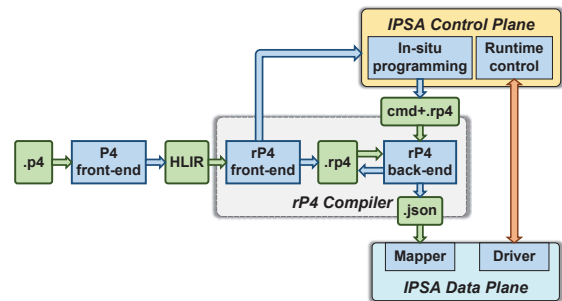 IPSA Control Plane
In-situ
programming
Runtime
control
cmd+.rp4
.p4
P4
front-end
HLIR
rP4
front-end
.rp4
rP4
back-end
rP4 Compiler
.json
Mapper
Driver
IPSA Data Plane